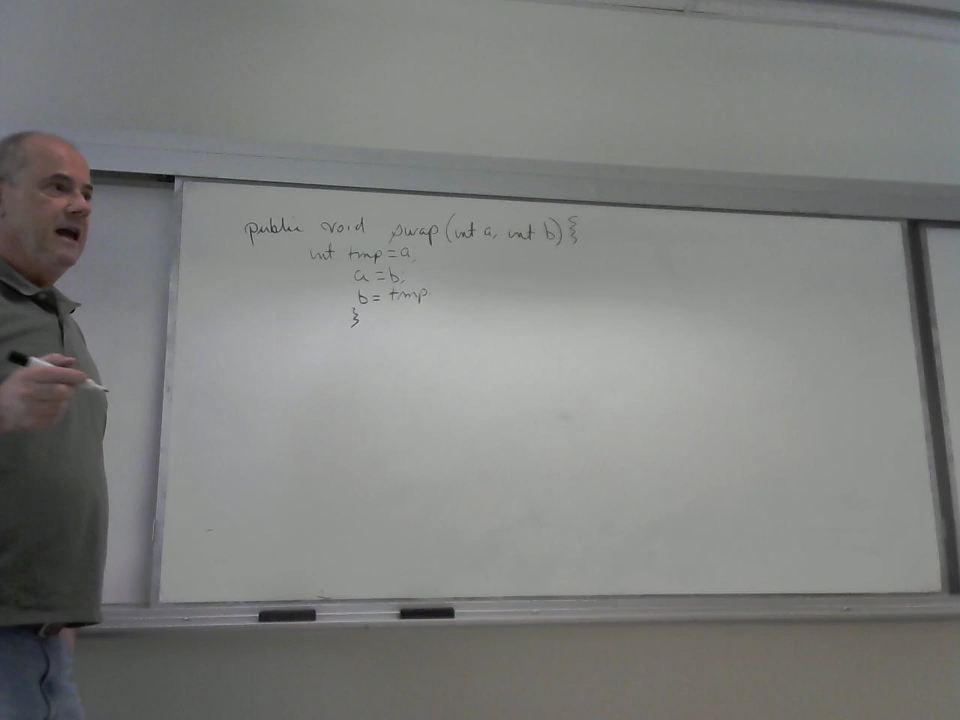 public void swap(int a, int b) {
int tmp = a,
a = b,
b = tmp.
}